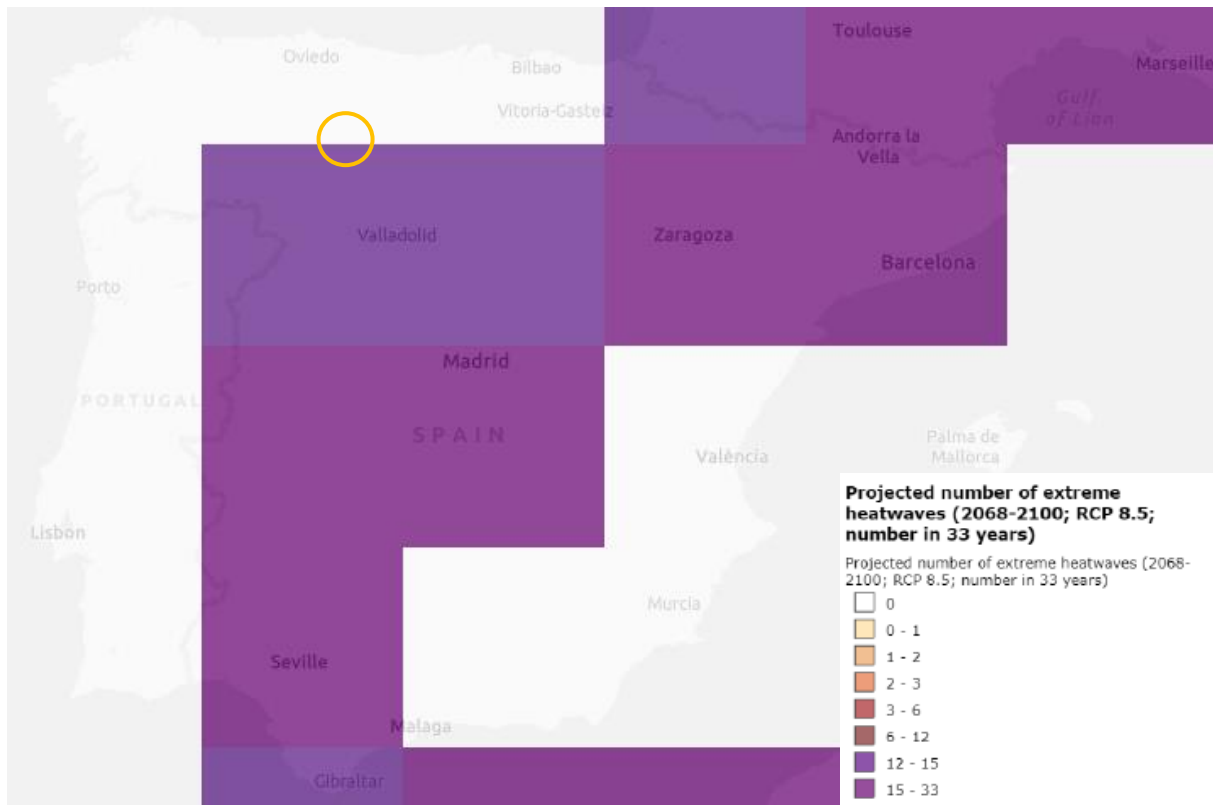 Toulouse
Oviedo
Bilbao
Marseille
Vitoria-Gasteiz
Gulf
of Lion
Andorra la
Vella
Valladolid
Zaragoza
Barcelona
Porto
Madrid
PORTUGAL
SPAIN
Palma de
Mallorca
València
Lisbon
Murcia
Seville
Malaga
Gibraltar
Projected number of extreme
heatwaves (2068-2100; RCP 8.5;
number in 33 years)
Projected number of extreme heatwaves (2068-
2100; RCP 8.5; number in 33 years)
0
0 - 1
1 - 2
2 - 3
3 - 6
6 - 12
12 - 15
15 - 33